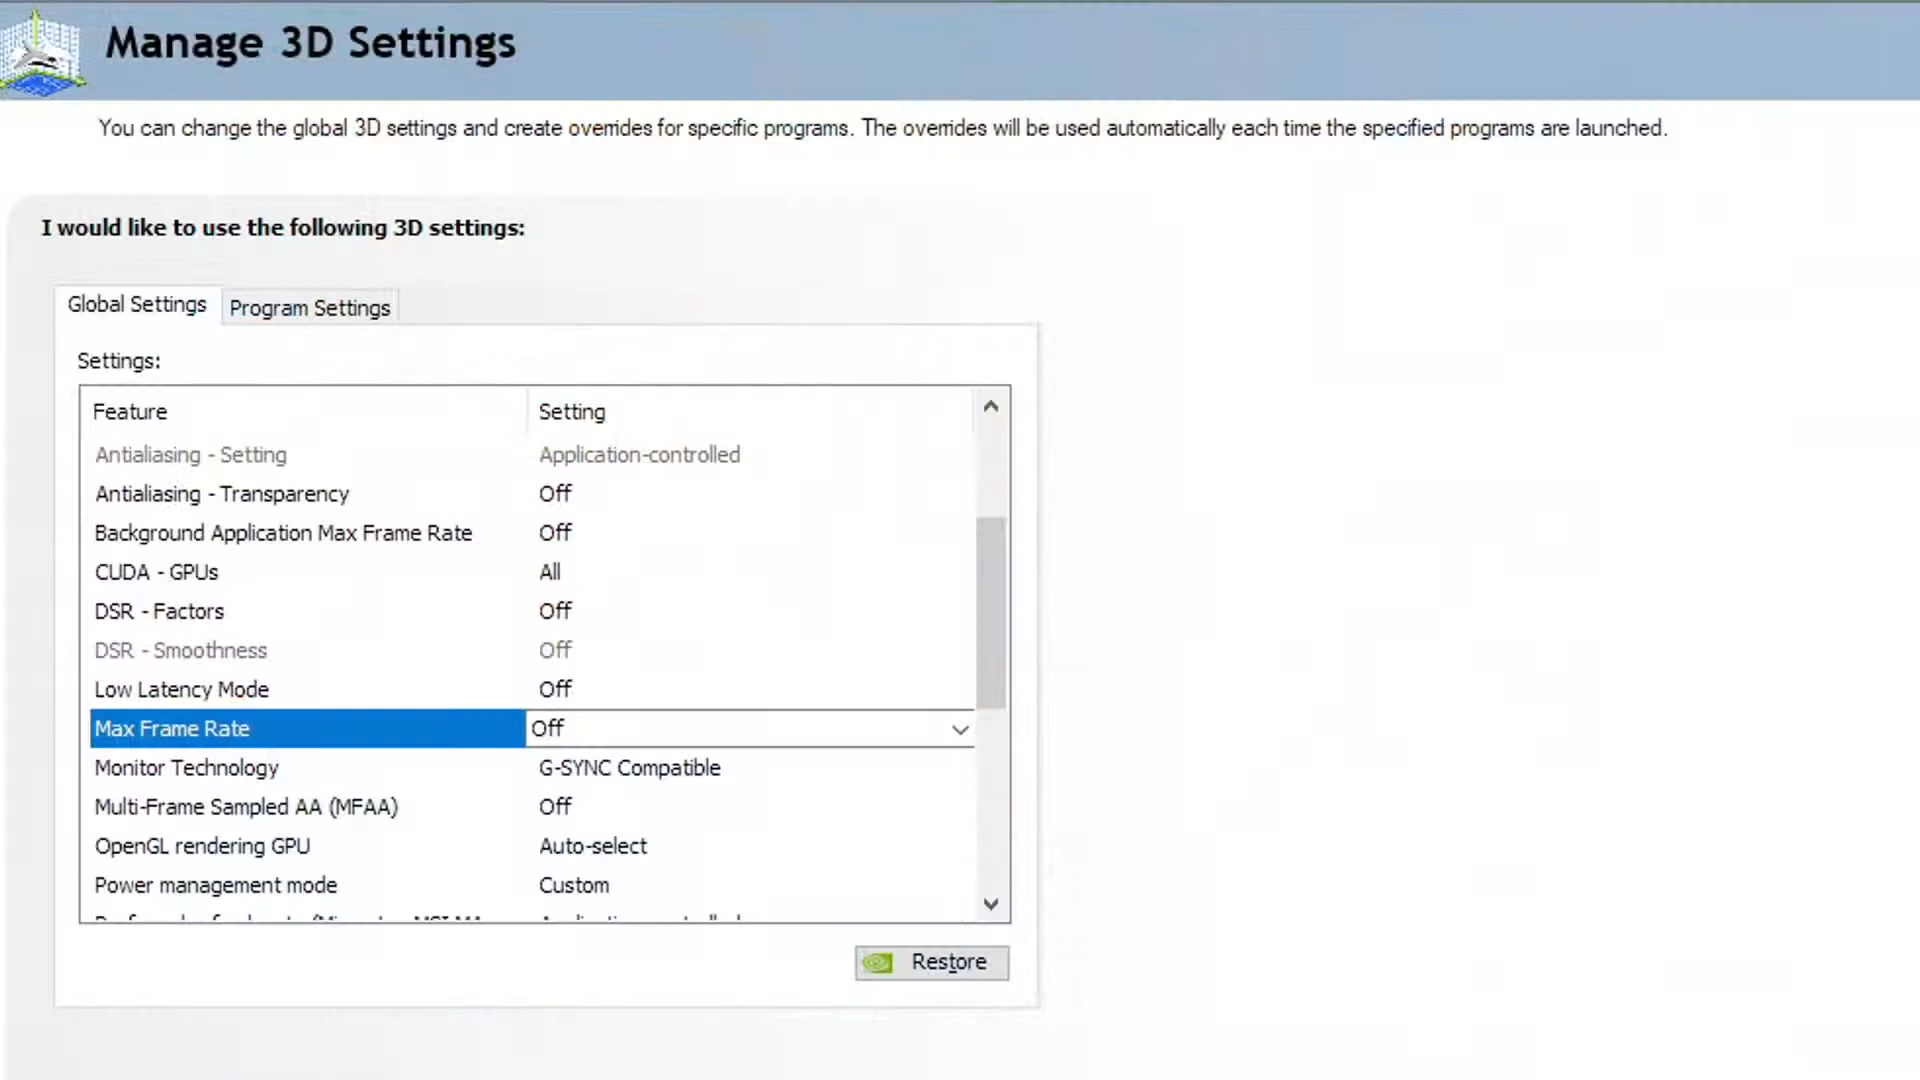 Manage 3D Settings
You can change the global 3D settings and create overrides for specific programs. The overrides will be used automatically each time the specified programs are launched.
I would like to use the following 3D settings:
Global Settings Program Settings
Settings:
Feature Setting
Antialiasing - Setting Application-controlled
Antialiasing - Transparency Off
Background Application Max Frame Rate Off
CUDA - GPUs All
DSR - Factors Off
DSR - Smoothness Off
Low Latency Mode Off
Max Frame Rate Off
Monitor Technology G-SYNC Compatible
Multi-Frame Sampled AA (MFAA) Off
OpenGL rendering GPU Auto-select
Power management mode Custom
Restore